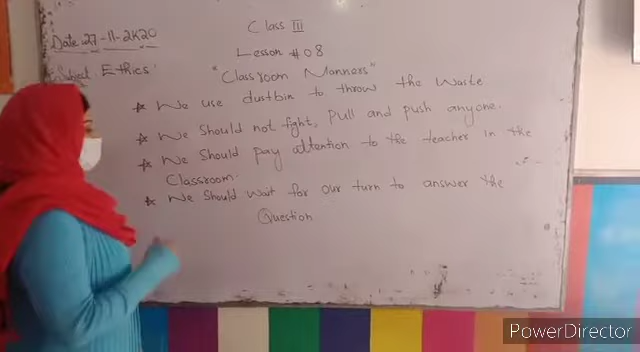 Class III
Date 27-11-2K20
Lesson #08
Subject Ethics
"Classroom Manners"
We use dustbin to throw the Waste
We should not fight, pull and push anyone.
We should pay attention to the teacher in the
Classroom.
We should wait for our turn to answer the
Question
PowerDirector